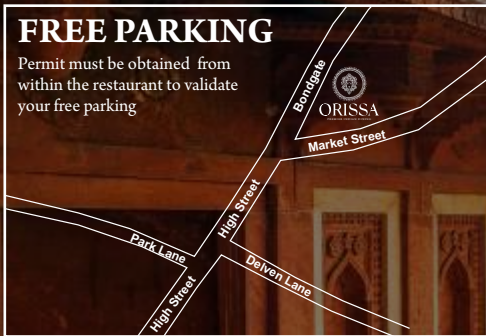 FREE PARKING
Permit must be obtained from
within the restaurant to validate
your free parking
Bondgate
ORISSA
Market Street
High Street
Park Lane
Delven Lane
High Street